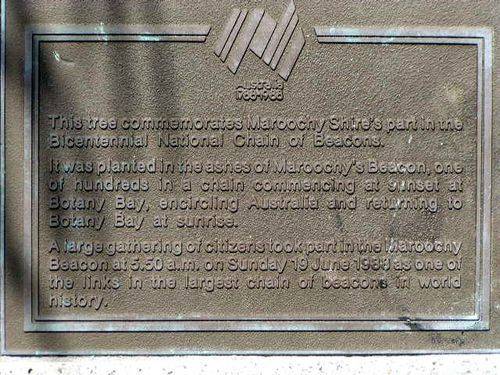 Australia
1788-1988
This tree commemorates Maroochy Shire's part in the
Bicentennial National Chain of Beacons.
It was planted in the ashes of Maroochy's Beacon, one
of hundreds in a chain commencing at sunset at
Botany Bay, encircling Australia and returning to
Botany Bay at sunrise.
A large gathering of citizens took part in the Maroochy
Beacon at 5.50 a.m. on Sunday 19 June 1988 as one of
the links in the largest chain of beacons in world
history.